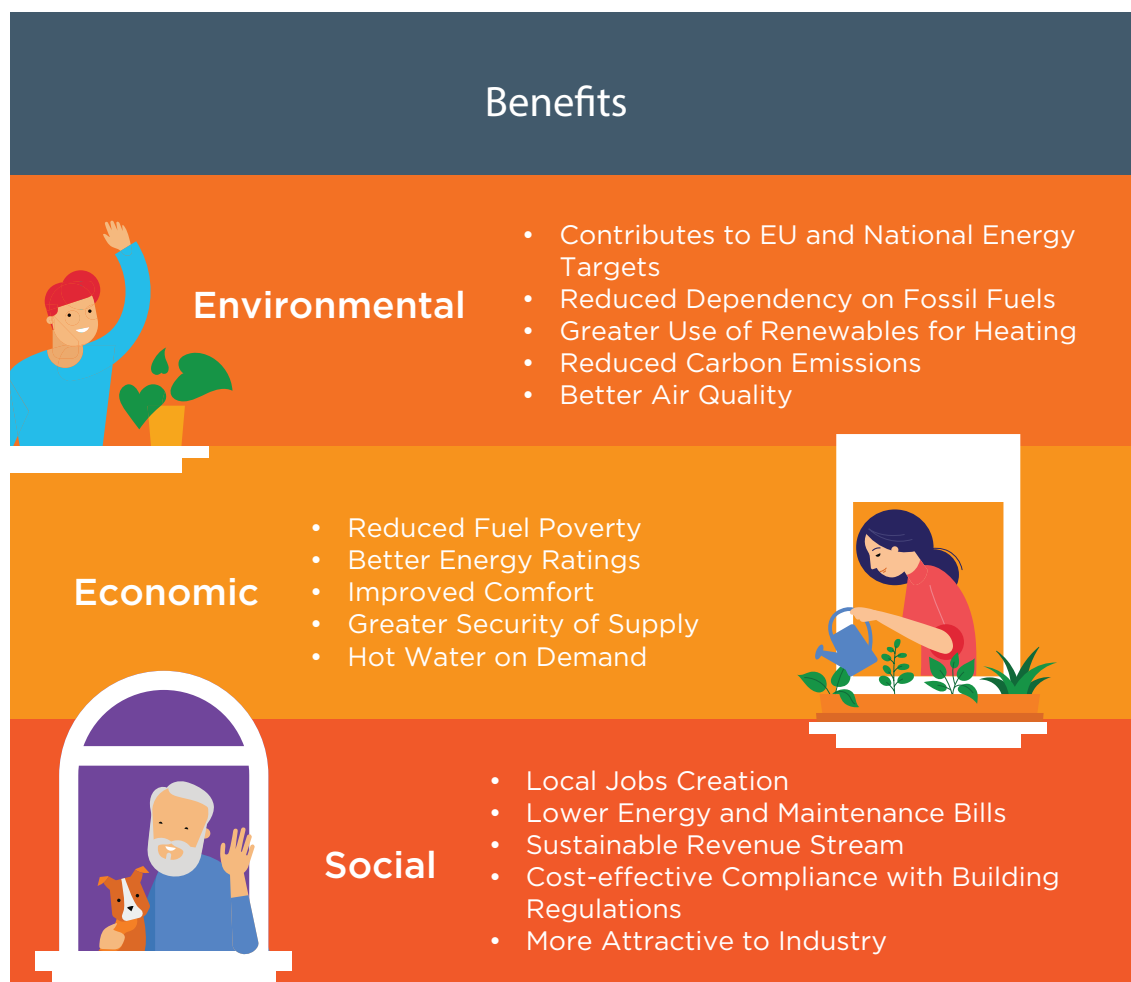 Benefits
Environmental
• Contributes to EU and National Energy
Targets
• Reduced Dependency on Fossil Fuels
• Greater Use of Renewables for Heating
• Reduced Carbon Emissions
• Better Air Quality
Economic
• Reduced Fuel Poverty
• Better Energy Ratings
• Improved Comfort
• Greater Security of Supply
• Hot Water on Demand
Social
• Local Jobs Creation
• Lower Energy and Maintenance Bills
• Sustainable Revenue Stream
• Cost-effective Compliance with Building
Regulations
• More Attractive to Industry